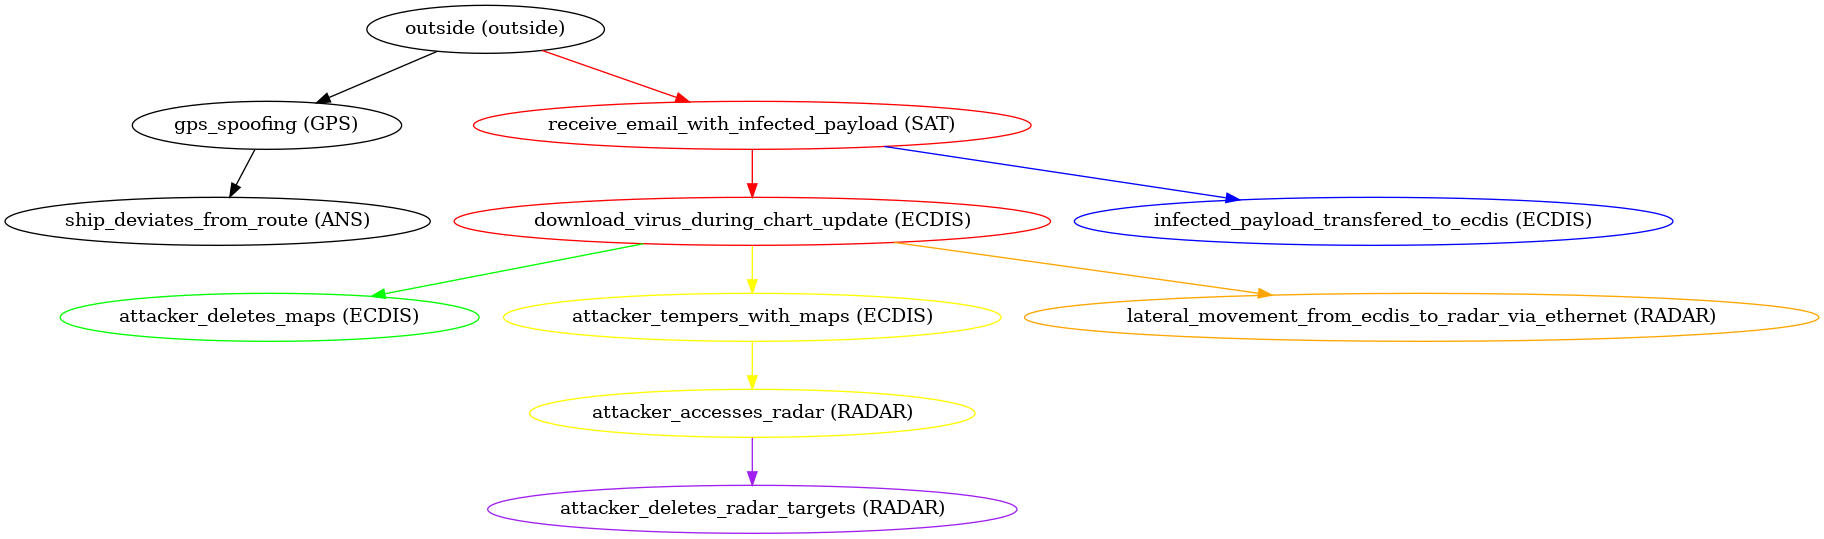 outside (outside)
gps_spoofing (GPS)
receive_email_with_infected_payload (SAT)
ship_deviates_from_route (ANS)
download_virus_during_chart_update (ECDIS)
infected_payload_transfered_to_ecdis (ECDIS)
attacker_deletes_maps (ECDIS)
attacker_tempers_with_maps (ECDIS)
lateral_movement_from_ecdis_to_radar_via_ethernet (RADAR)
attacker_accesses_radar (RADAR)
attacker_deletes_radar_targets (RADAR)